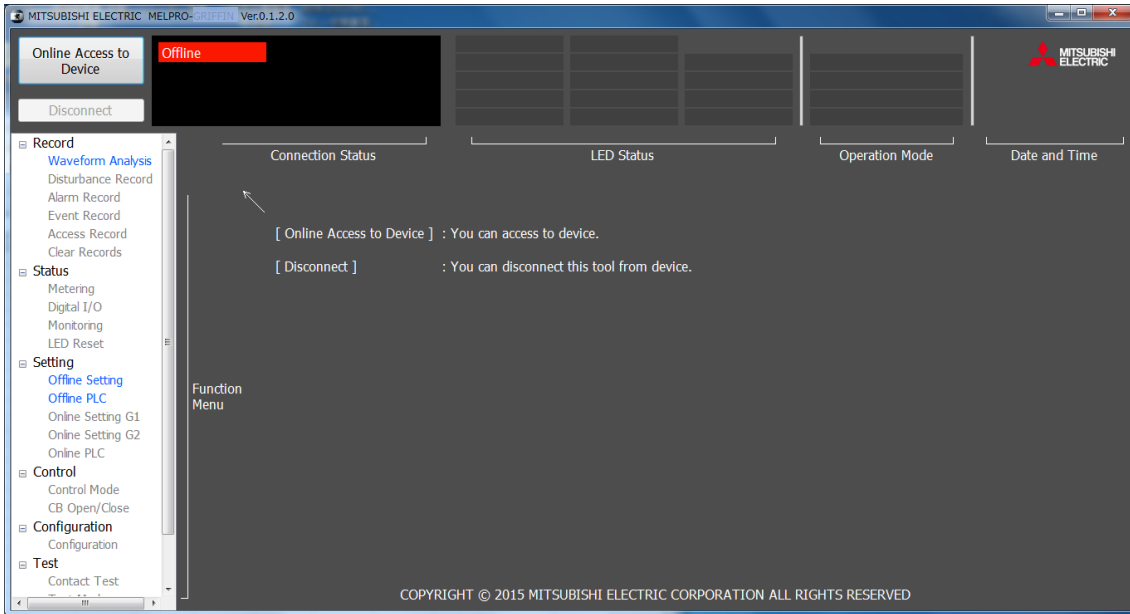 MITSUBISHI ELECTRIC MELPRO-GRIFFIN Ver.0.1.2.0
Online Access to
Device
Disconnect
Offline
MITSUBISHI
ELECTRIC
Connection Status
LED Status
Operation Mode
Date and Time
Record
Waveform Analysis
Disturbance Record
Alarm Record
Event Record
Access Record
Clear Records
Status
Metering
Digital I/O
Monitoring
LED Reset
Setting
Offline Setting
Offline PLC
Online Setting G1
Online Setting G2
Online PLC
Control
Control Mode
CB Open/Close
Configuration
Configuration
Test
Contact Test
Function
Menu
[ Online Access to Device ] : You can access to device.
[ Disconnect ] : You can disconnect this tool from device.
COPYRIGHT © 2015 MITSUBISHI ELECTRIC CORPORATION ALL RIGHTS RESERVED